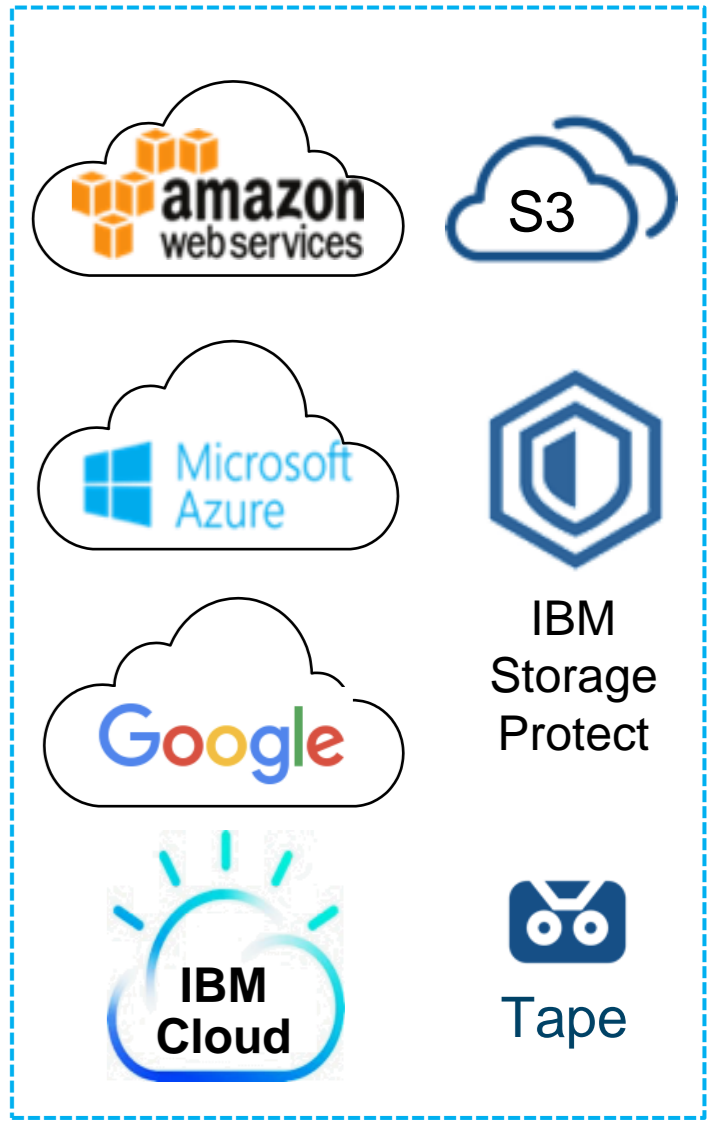 amazon
web services
S3
Microsoft
Azure
IBM
Storage
Protect
Google
IBM
Cloud
Tape